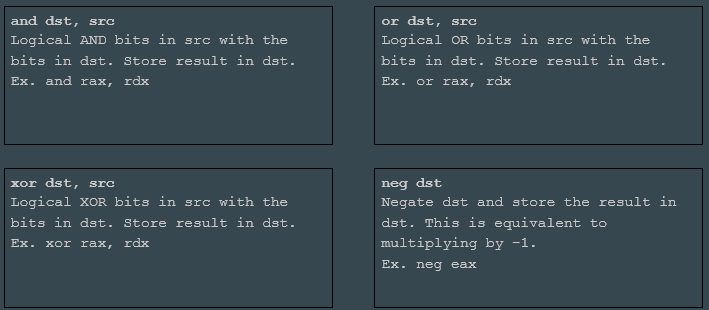 and dst, src
Logical AND bits in src with the
bits in dst. Store result in dst.
Ex. and rax, rdx
or dst, src
Logical OR bits in src with the
bits in dst. Store result in dst.
Ex. or rax, rdx
xor dst, src
Logical XOR bits in src with the
bits in dst. Store result in dst.
Ex. xor rax, rdx
neg dst
Negate dst and store the result in
dst. This is equivalent to
multiplying by -1.
Ex. neg eax